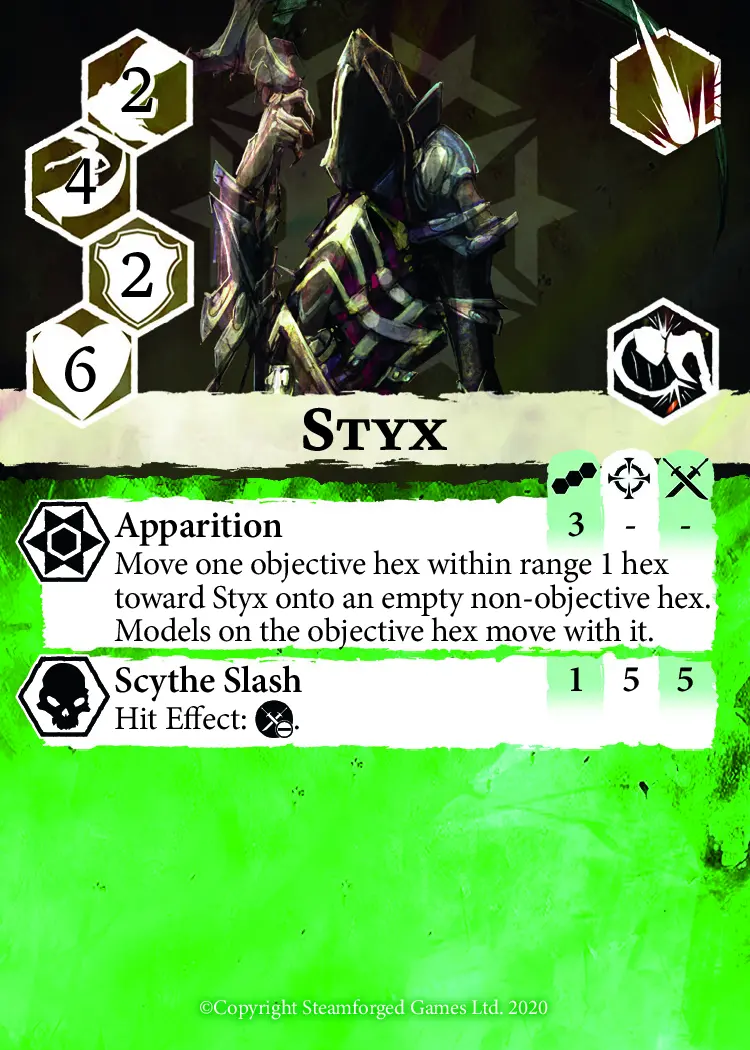 2
4
2
6
Styx
Apparition 3 - -
Move one objective hex within range 1 hex
toward Styx onto an empty non-objective hex.
Models on the objective hex move with it.
Scythe Slash 1 5 5
Hit Effect: .
©Copyright Steamforged Games Ltd. 2020